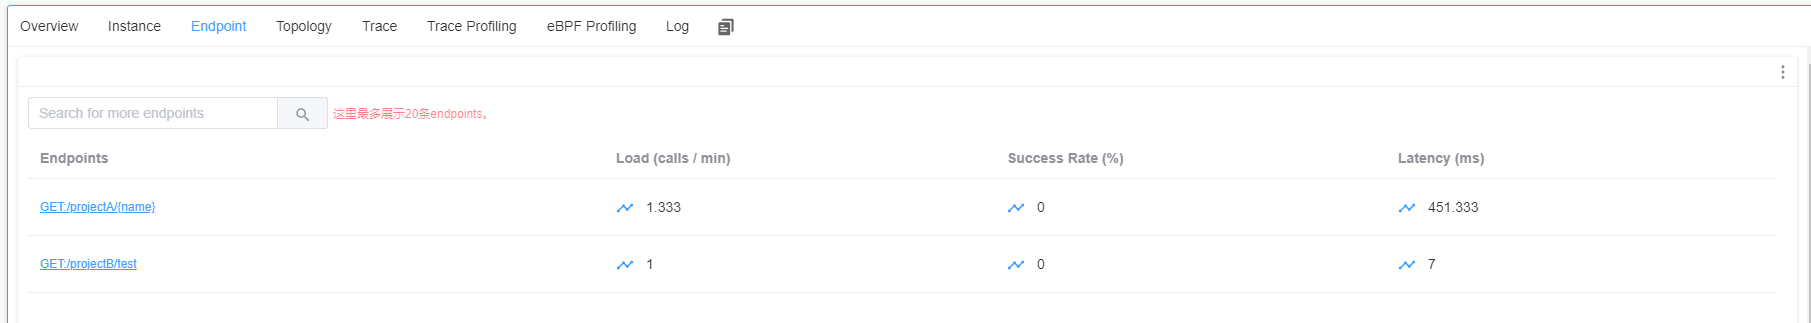 Overview Instance Endpoint Topology Trace Trace Profiling eBPF Profiling Log
Search for more endpoints 这里最多展示20条endpoints。
Endpoints Load (calls / min) Success Rate (%) Latency (ms)
GET:/projectA/{name} 1.333 0 451.333
GET:/projectB/test 1 0 7